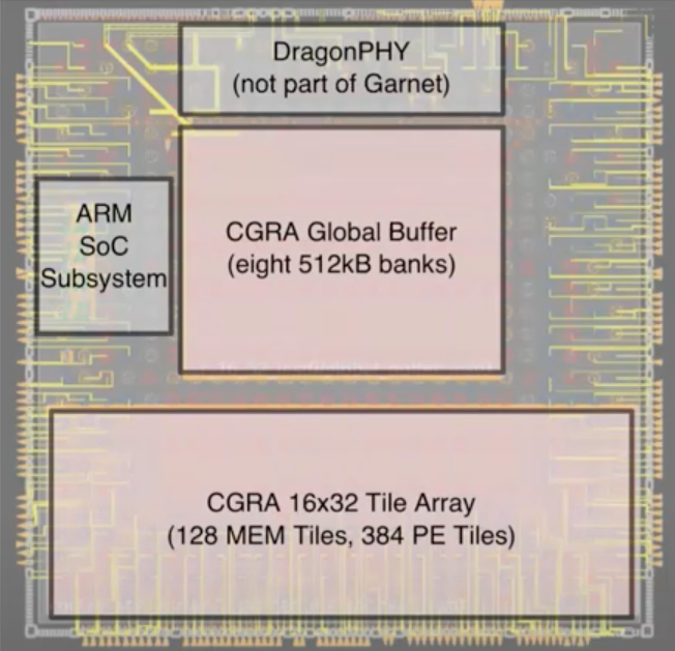 DragonPHY
(not part of Garnet)
CGRA Global Buffer
(eight 512kB banks)
ARM
SoC
Subsystem
CGRA 16x32 Tile Array
(128 MEM Tiles, 384 PE Tiles)